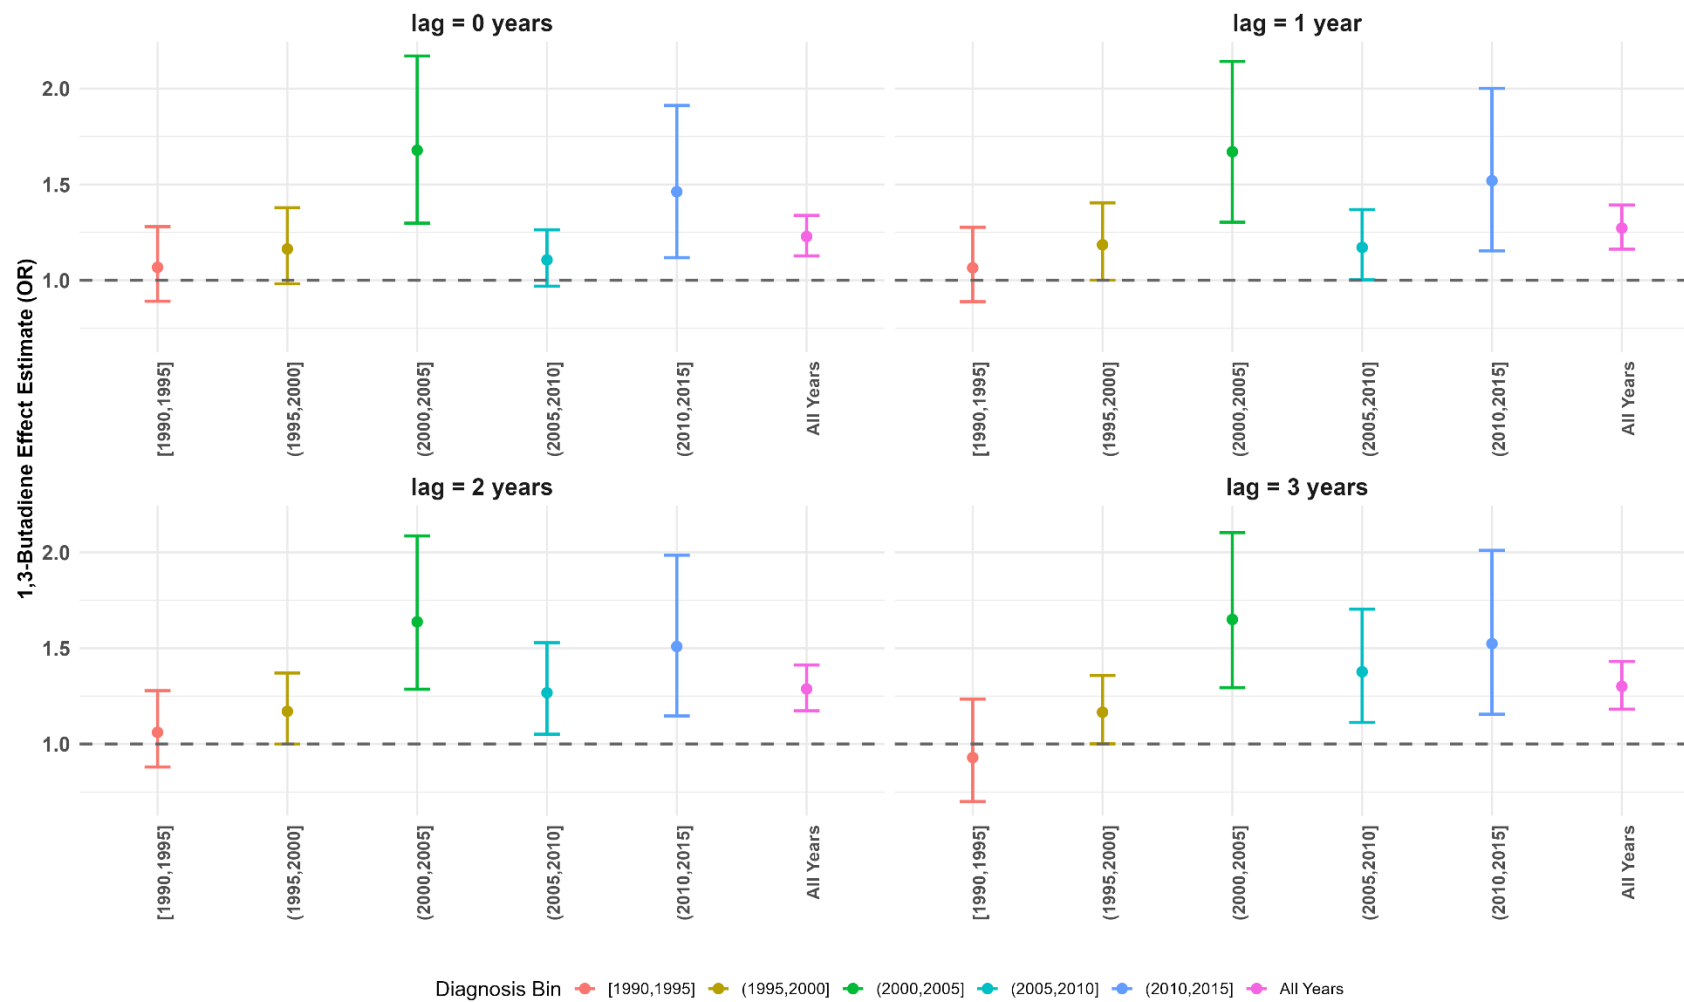 lag = 0 years
lag = 1 year
1,3-Butadiene Effect Estimate (OR)
2.0
1.5
1.0
[1990,1995]
(1995,2000]
(2000,2005]
(2005,2010]
(2010,2015]
All Years
[1990,1995]
(1995,2000]
(2000,2005]
(2005,2010]
(2010,2015]
All Years
lag = 2 years
lag = 3 years
2.0
1.5
1.0
[1990,1995]
(1995,2000]
(2000,2005]
(2005,2010]
(2010,2015]
All Years
[1990,1995]
(1995,2000]
(2000,2005]
(2005,2010]
(2010,2015]
All Years
Diagnosis Bin [1990,1995] (1995,2000] (2000,2005] (2005,2010] (2010,2015] All Years